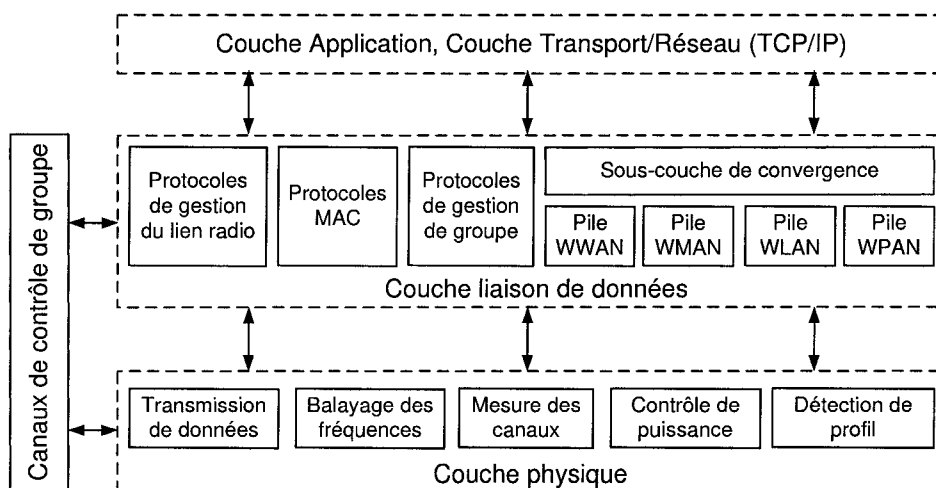 Couche Application, Couche Transport/Réseau (TCP/IP)
Canaux de contrôle de groupe
Protocoles
de gestion
du lien radio
Protocoles
MAC
Protocoles
de gestion
de groupe
Sous-couche de convergence
Pile
WWAN
Pile
WMAN
Pile
WLAN
Pile
WPAN
Couche liaison de données
Transmission
de données
Balayage des
fréquences
Mesure des
canaux
Contrôle de
puissance
Détection de
profil
Couche physique